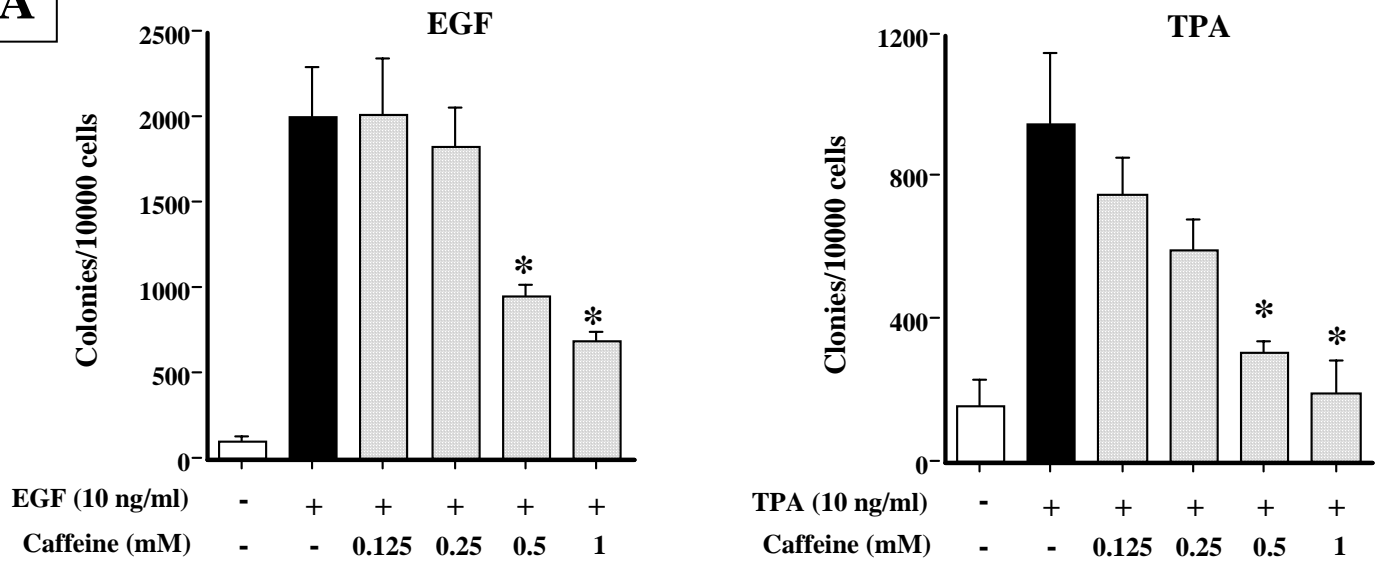 A
EGF
2500
2000
1500
1000
500
0
Colonies/10000 cells
*
*
EGF (10 ng/ml) - + + + + +
Caffeine (mM) - - 0.125 0.25 0.5 1
TPA
1200
800
400
0
Clonies/10000 cells
*
*
TPA (10 ng/ml) - + + + + +
Caffeine (mM) - - 0.125 0.25 0.5 1